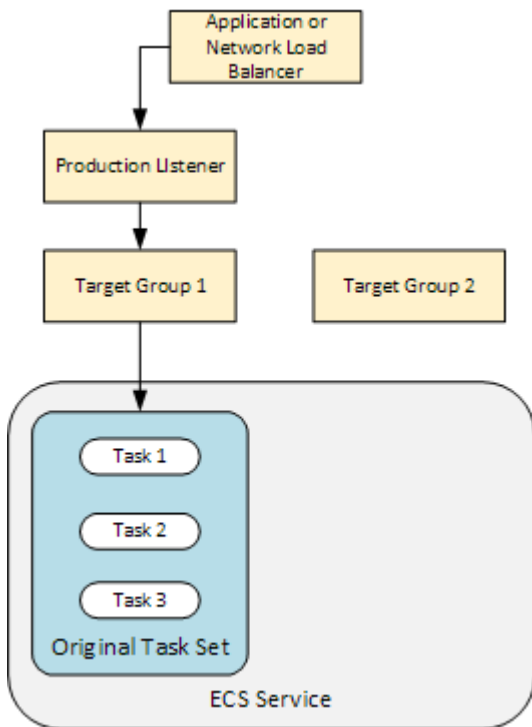 Application or
Network Load
Balancer
Production LIstener
Target Group 1
Target Group 2
Task 1
Task 2
Task 3
Original Task Set
ECS Service